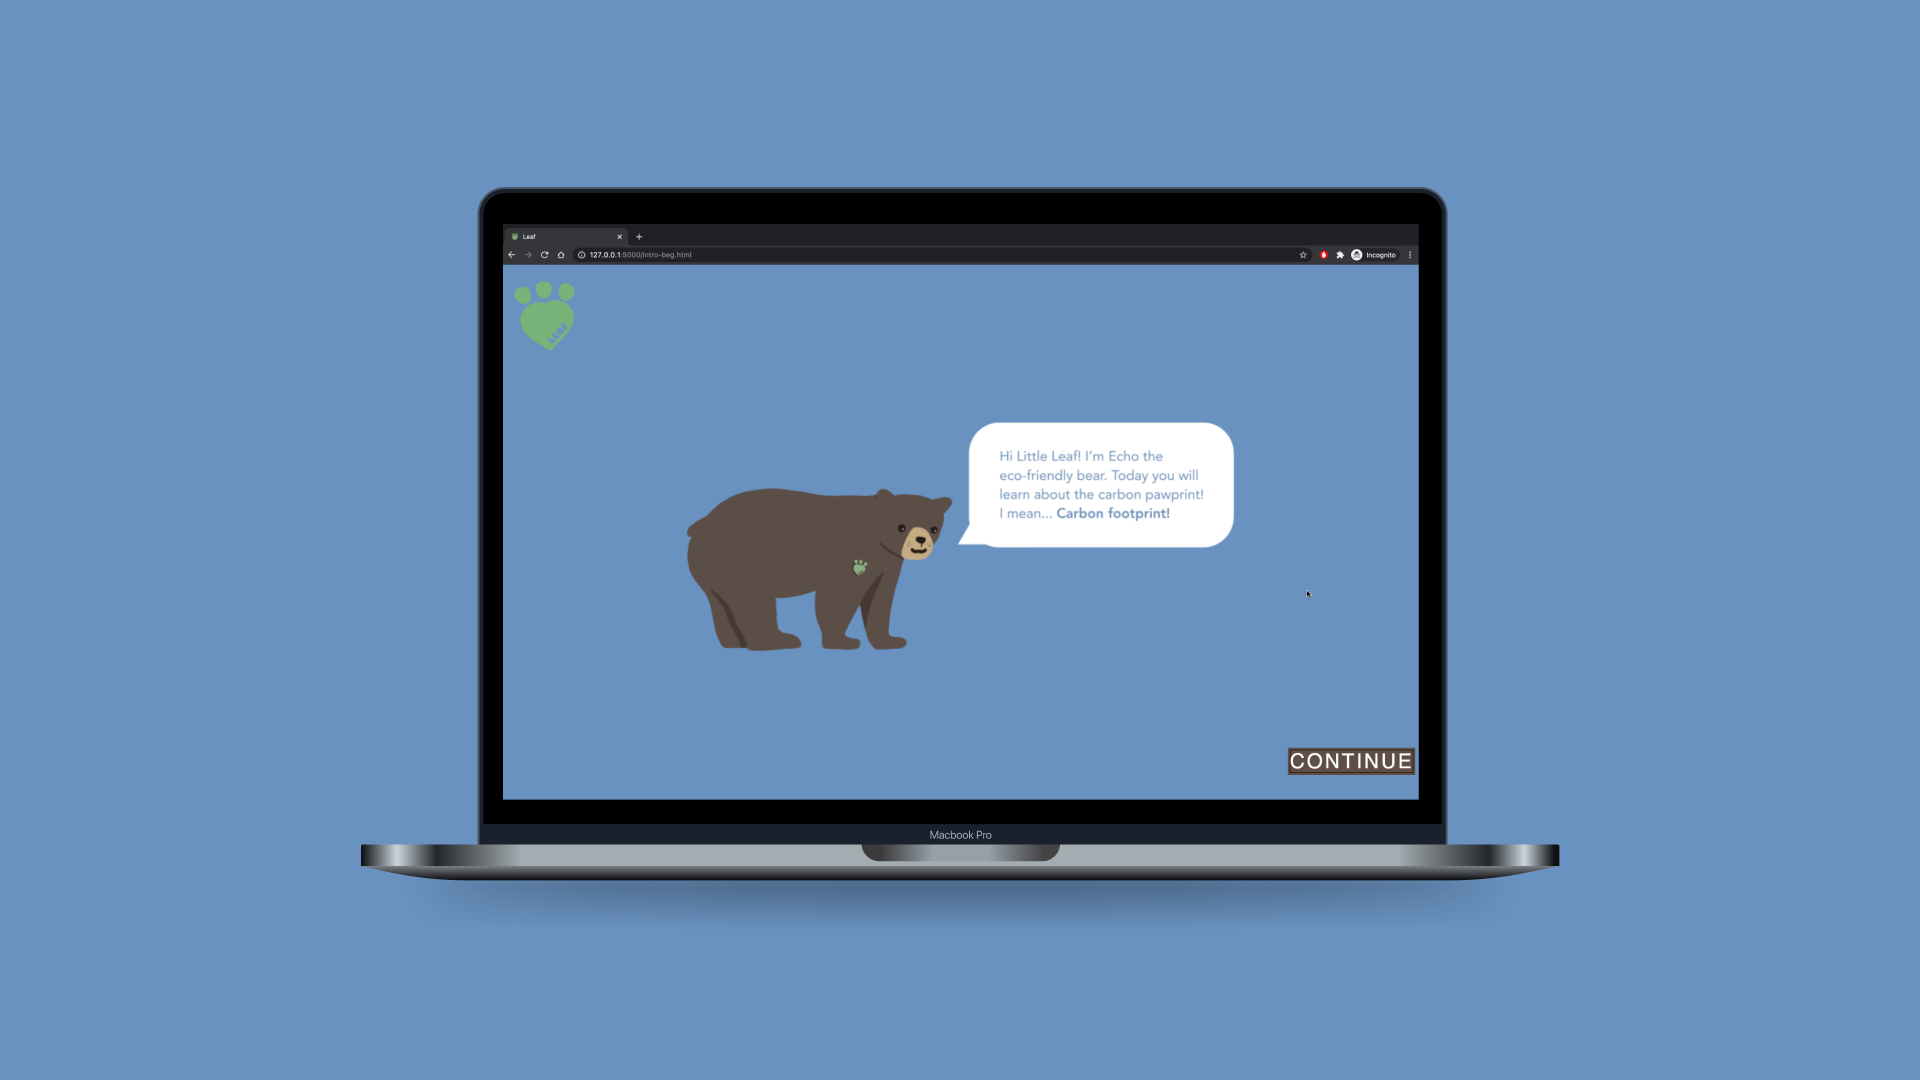 Leaf
127.0.0.1:5000/intro-beg.html
Incognito
Hi Little Leaf! I'm Echo the
eco-friendly bear. Today you will
learn about the carbon pawprint!
I mean... Carbon footprint!
CONTINUE
Macbook Pro